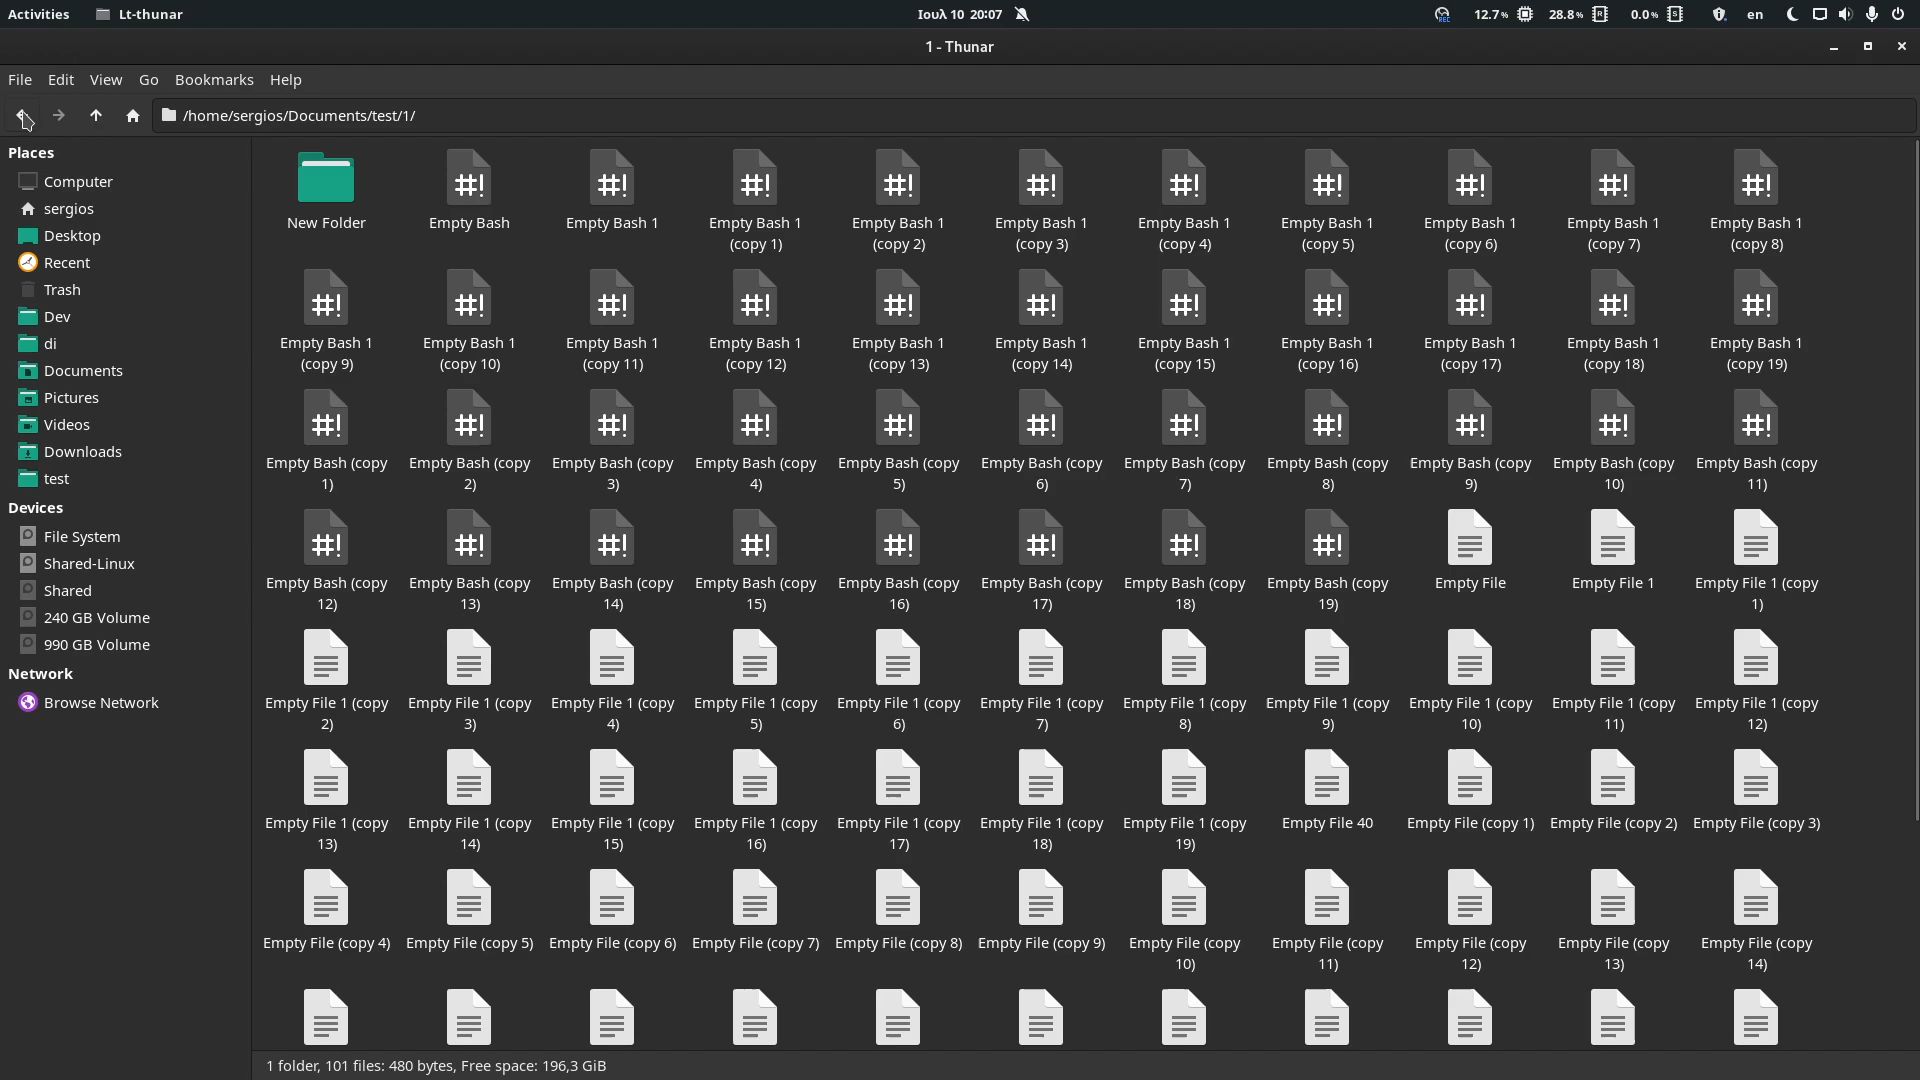 Activities Lt-thunar Ιουλ 10 20:07 REC 12.7% R 28.8% 0.0% S en
1 - Thunar
File Edit View Go Bookmarks Help
/home/sergios/Documents/test/1/
Places
Computer
sergios
Desktop
Recent
Trash
Dev
di
Documents
Pictures
Videos
Downloads
test
Devices
File System
Shared-Linux
Shared
240 GB Volume
990 GB Volume
Network
Browse Network
New Folder Empty Bash Empty Bash 1 Empty Bash 1 Empty Bash 1 Empty Bash 1 Empty Bash 1 Empty Bash 1 Empty Bash 1 Empty Bash 1 Empty Bash 1
(copy 1) (copy 2) (copy 3) (copy 4) (copy 5) (copy 6) (copy 7) (copy 8)
Empty Bash 1 Empty Bash 1 Empty Bash 1 Empty Bash 1 Empty Bash 1 Empty Bash 1 Empty Bash 1 Empty Bash 1 Empty Bash 1 Empty Bash 1 Empty Bash 1
(copy 9) (copy 10) (copy 11) (copy 12) (copy 13) (copy 14) (copy 15) (copy 16) (copy 17) (copy 18) (copy 19)
Empty Bash (copy Empty Bash (copy Empty Bash (copy Empty Bash (copy Empty Bash (copy Empty Bash (copy Empty Bash (copy Empty Bash (copy Empty Bash (copy Empty Bash (copy Empty Bash (copy
1) 2) 3) 4) 5) 6) 7) 8) 9) 10) 11)
Empty Bash (copy Empty Bash (copy Empty Bash (copy Empty Bash (copy Empty Bash (copy Empty Bash (copy Empty Bash (copy Empty Bash (copy Empty File Empty File 1 Empty File 1 (copy
12) 13) 14) 15) 16) 17) 18) 19) 1)
Empty File 1 (copy Empty File 1 (copy Empty File 1 (copy Empty File 1 (copy Empty File 1 (copy Empty File 1 (copy Empty File 1 (copy Empty File 1 (copy Empty File 1 (copy Empty File 1 (copy Empty File 1 (copy
2) 3) 4) 5) 6) 7) 8) 9) 10) 11) 12)
Empty File 1 (copy Empty File 1 (copy Empty File 1 (copy Empty File 1 (copy Empty File 1 (copy Empty File 1 (copy Empty File 1 (copy Empty File 40 Empty File (copy 1) Empty File (copy 2) Empty File (copy 3)
13) 14) 15) 16) 17) 18) 19)
Empty File (copy 4) Empty File (copy 5) Empty File (copy 6) Empty File (copy 7) Empty File (copy 8) Empty File (copy 9) Empty File (copy Empty File (copy Empty File (copy Empty File (copy Empty File (copy
10) 11) 12) 13) 14)
1 folder, 101 files: 480 bytes, Free space: 196,3 GiB